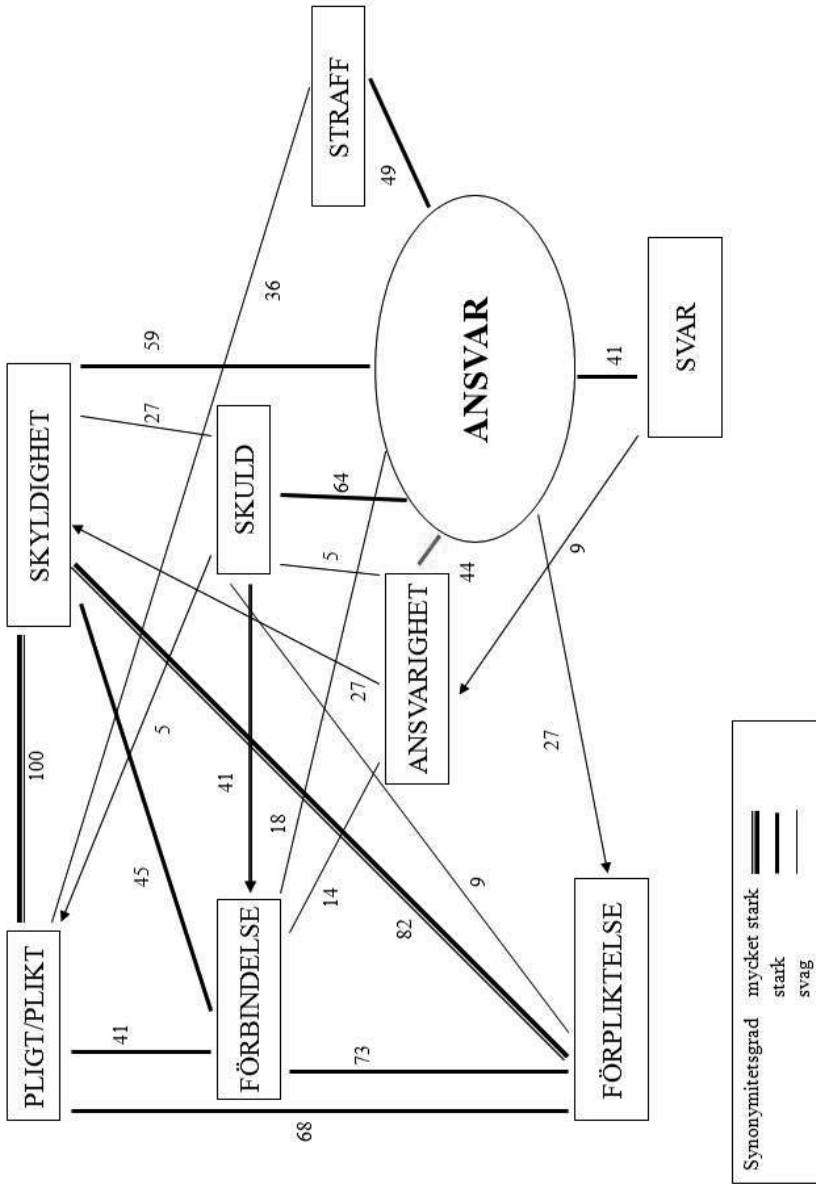 PLIGT/PLIKT
100
SKYLDIGHET
59
STRAFF
36
49
27
45
5
41
SKULD
64
FÖRBINDELSE
41
18
5
ANSVAR
68
73
14
27
ANSVARIGHET
44
82
9
9
41
SVAR
27
FÖRPLIKTELSE
Synonymitetsgrad mycket stark
stark
svag